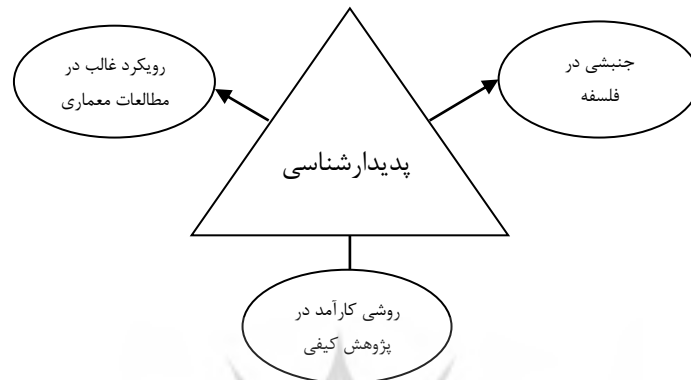 جنبشی در
فلسفه
رویکرد غالب در
مطالعات معماری
پدیدارشناسی
روشی کارآمد در
پژوهش کیفی